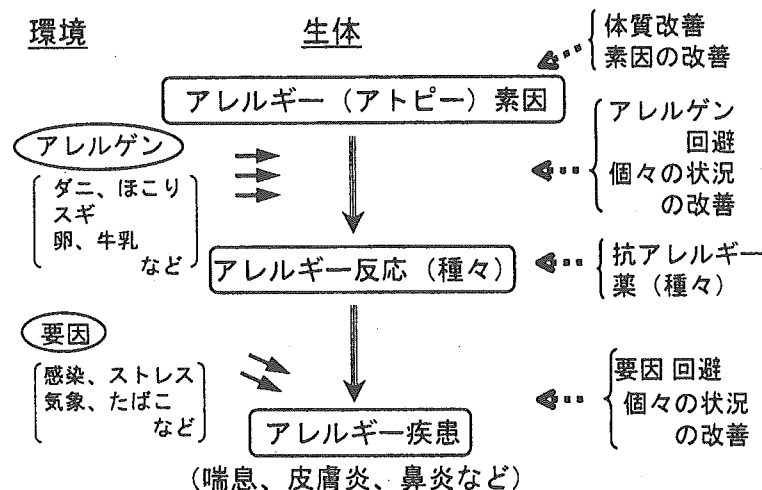 環境
生体
体質改善
素因の改善
アレルギー（アトピー）素因
アレルゲン
ダニ、ほこり
スギ
卵、牛乳
など
アレルゲン
回避
個々の状況
の改善
アレルギー反応（種々）
抗アレルギー
薬（種々）
要因
感染、ストレス
気象、たばこ
など
要因 回避
個々の状況
の改善
アレルギー疾患
（喘息、皮膚炎、鼻炎など）